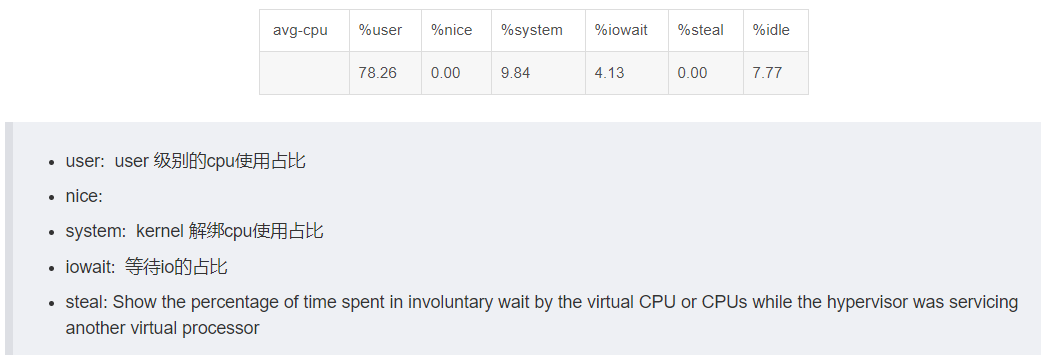 avg-cpu %user %nice %system %iowait %steal %idle
78.26 0.00 9.84 4.13 0.00 7.77
• user:  user 级别的cpu使用占比
• nice:
• system:  kernel 解绑cpu使用占比
• iowait:  等待io的占比
• steal: Show the percentage of time spent in involuntary wait by the virtual CPU or CPUs while the hypervisor was servicing
another virtual processor